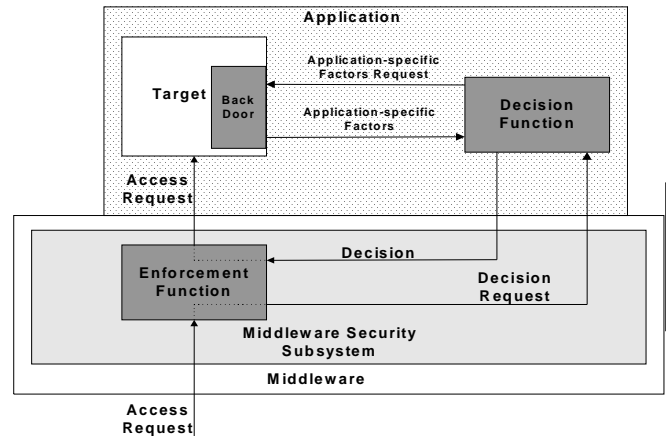 Application
Application-specific
Factors Request
Target
Back
Door
Decision
Function
Application-specific
Factors
Access
Request
Decision
Enforcement
Function
Decision
Request
Middleware Security
Subsystem
Middleware
Access
Request